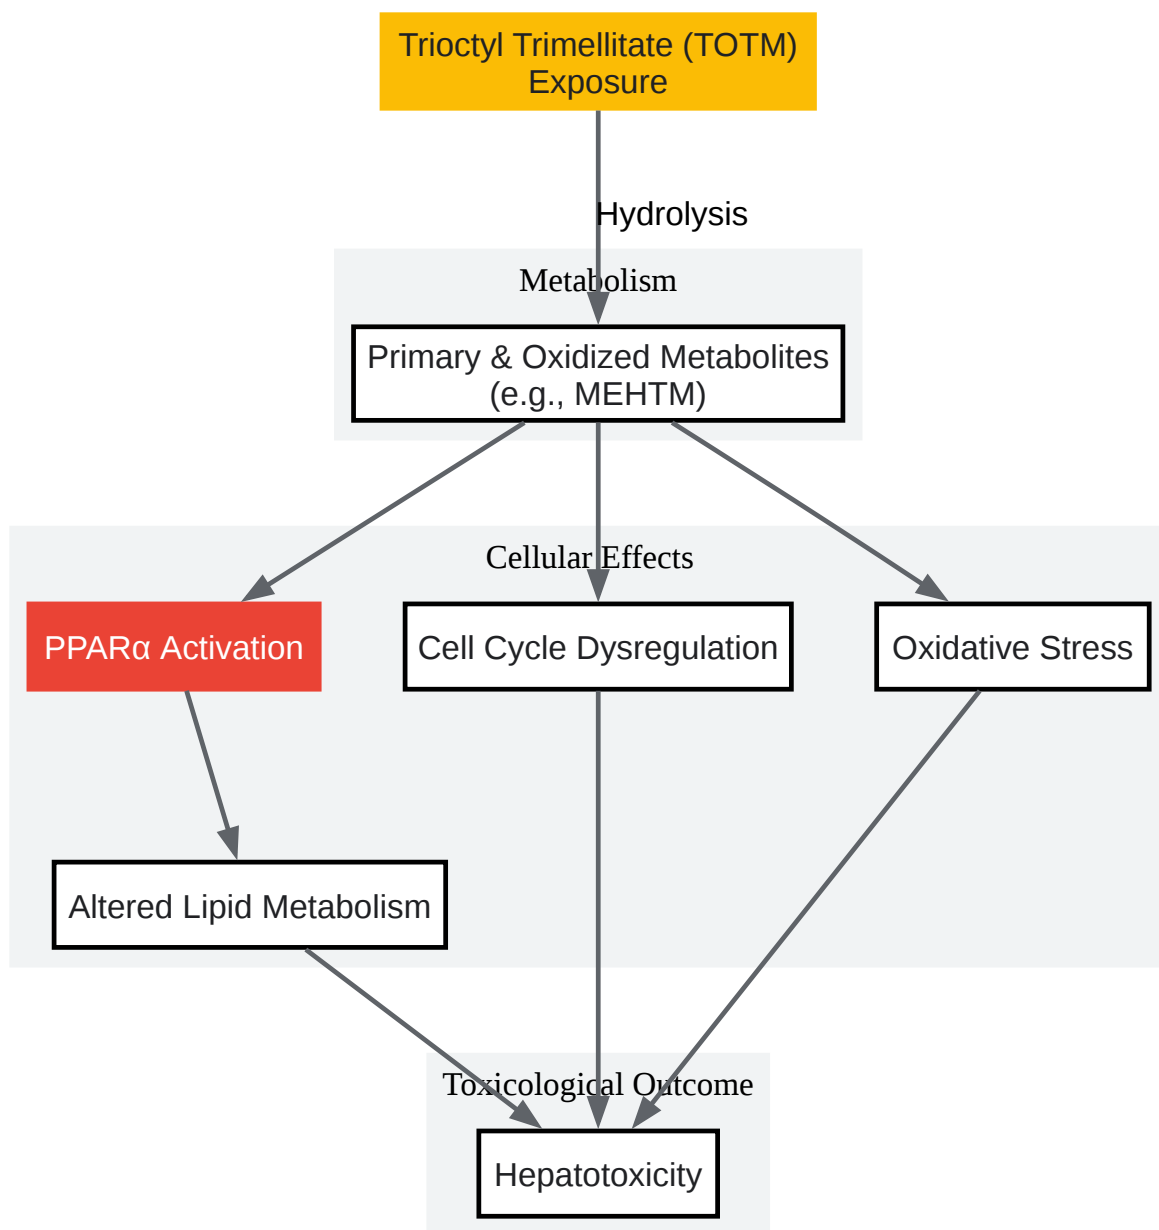 Trioctyl Trimellitate (TOTM)
Exposure
Hydrolysis
Metabolism
Primary & Oxidized Metabolites
(e.g., MEHTM)
Cellular Effects
PPARα Activation
Cell Cycle Dysregulation
Oxidative Stress
Altered Lipid Metabolism
Toxicological Outcome
Hepatotoxicity